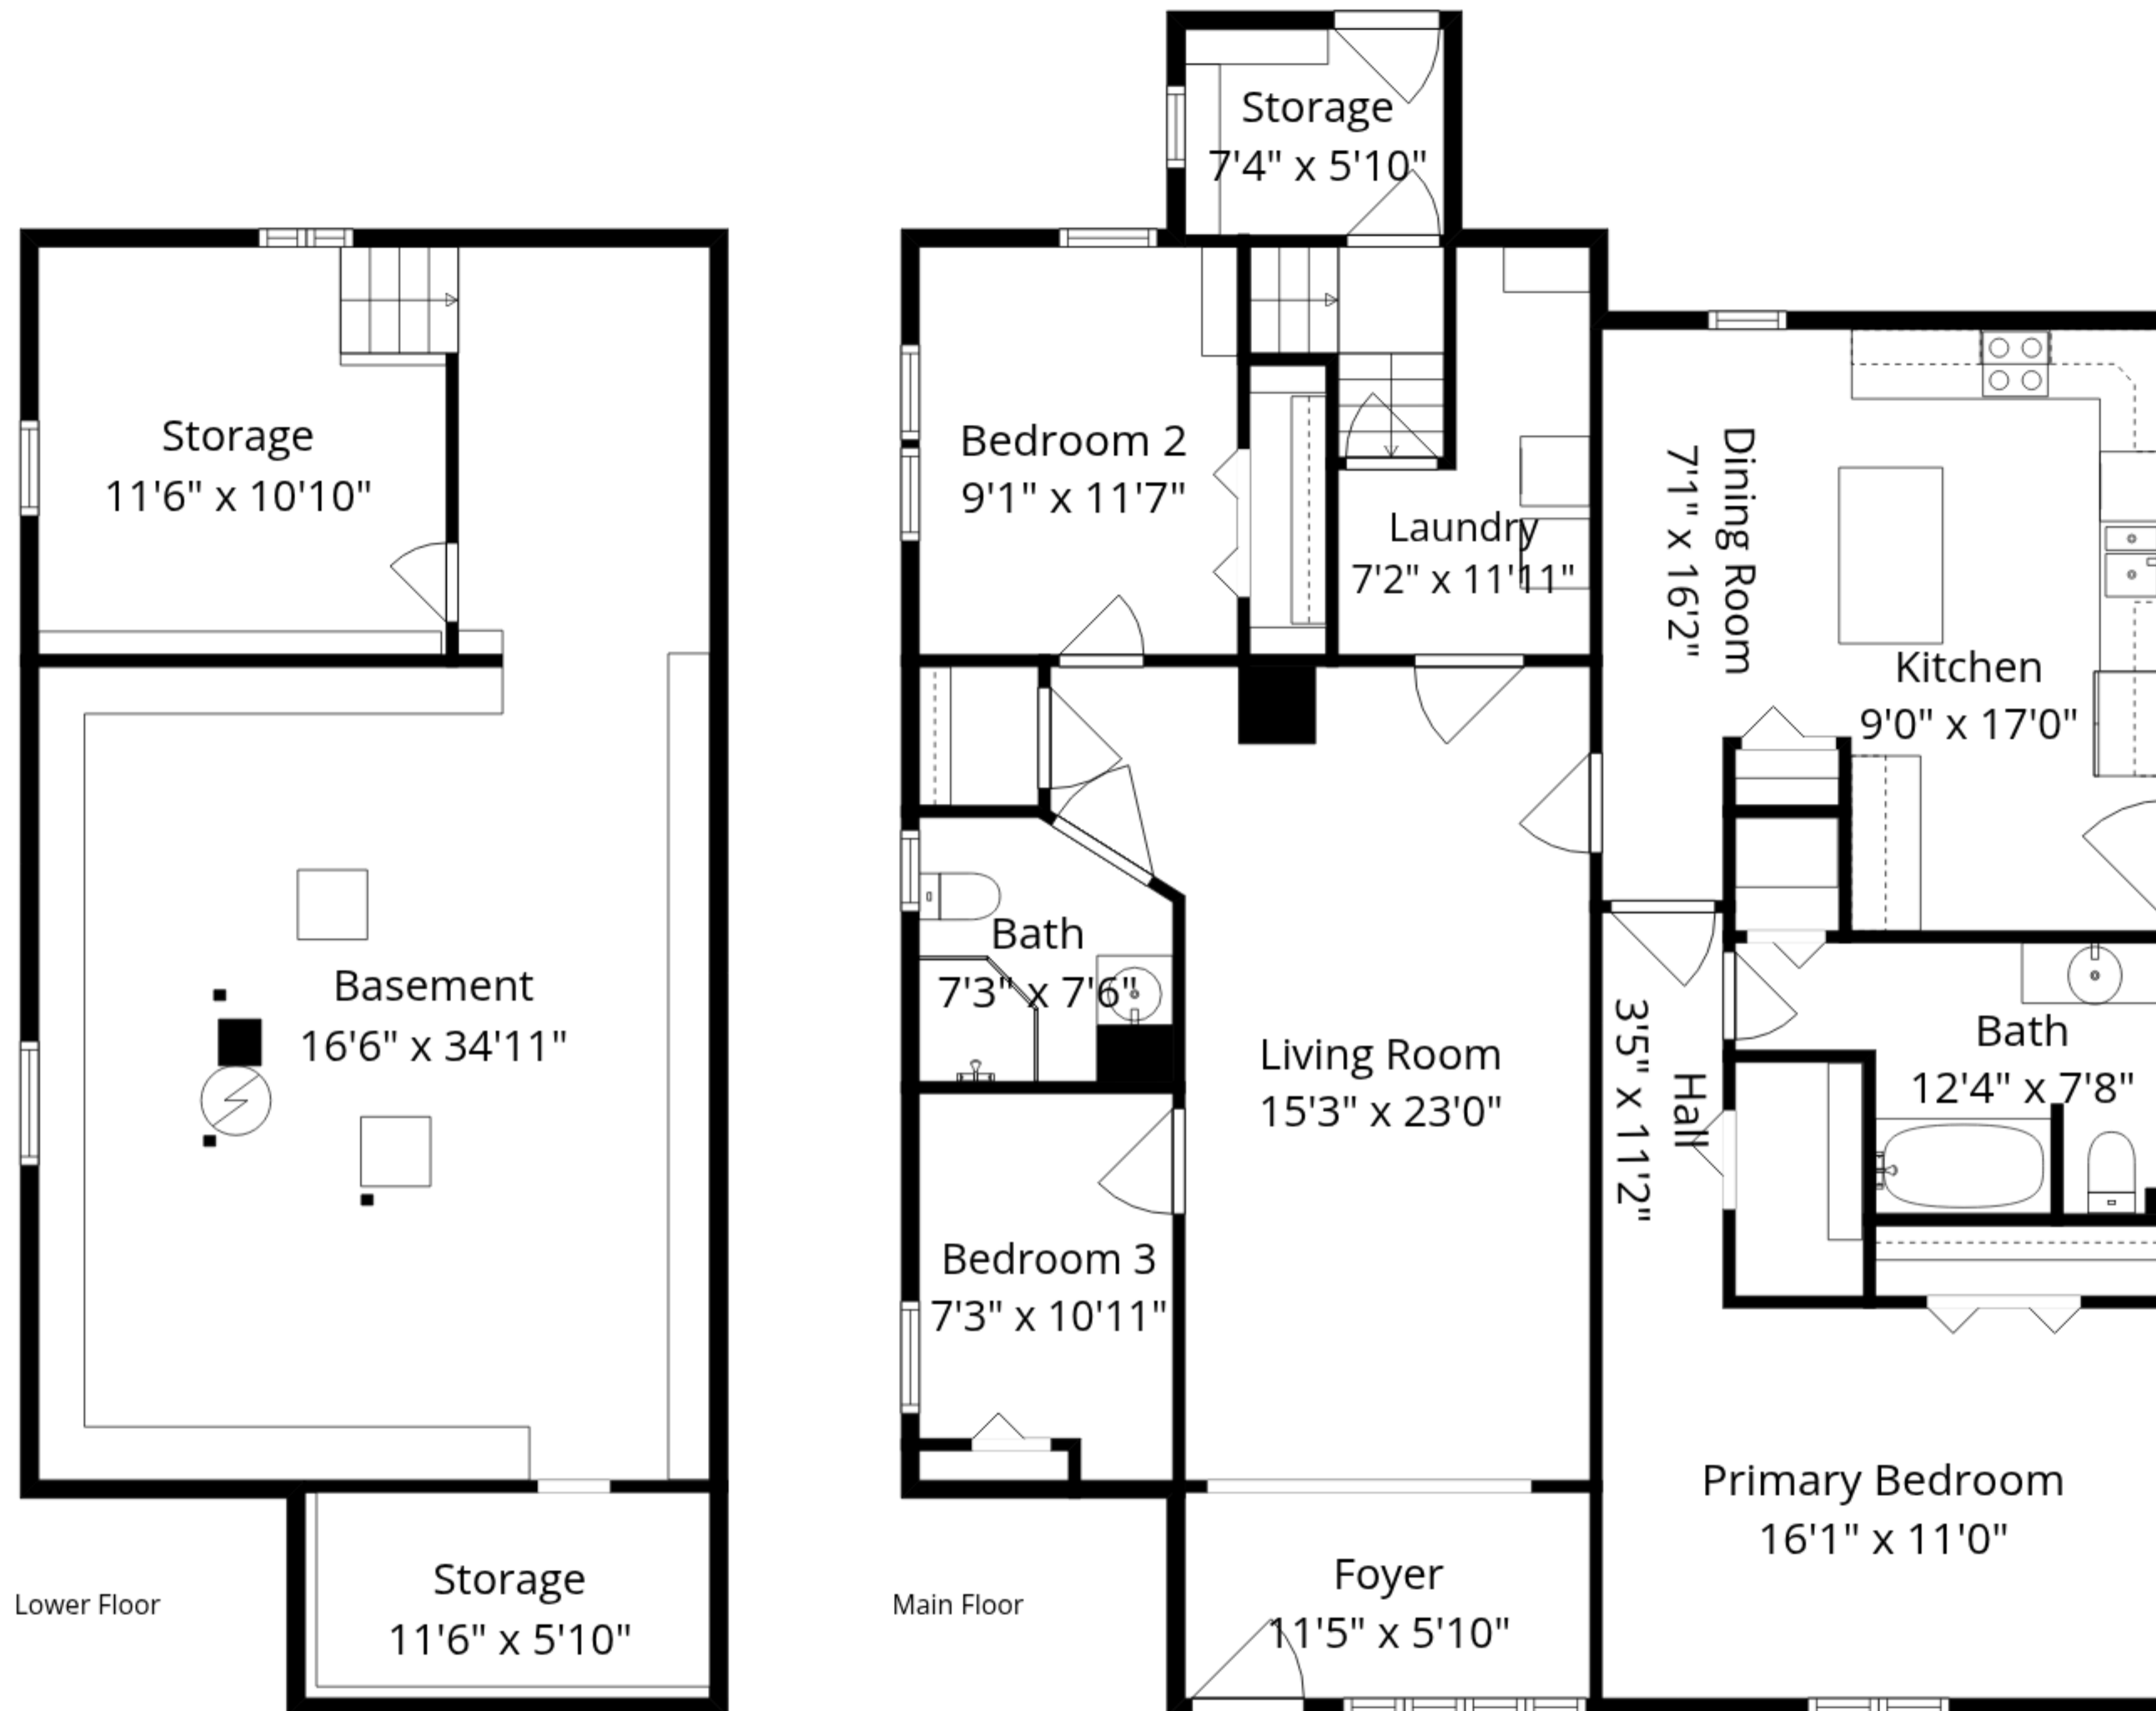 Storage
11'6" x 10'10"
Basement
16'6" x 34'11"
Storage
11'6" x 5'10"
Lower Floor
Storage
7'4" x 5'10"
Bedroom 2
9'1" x 11'7"
Laundry
7'2" x 11'11"
Dining Room
7'1" x 16'2"
Kitchen
9'0" x 17'0"
Bath
7'3" x 7'6"
Living Room
15'3" x 23'0"
Hall
3'5" x 11'2"
Bath
12'4" x 7'8"
Bedroom 3
7'3" x 10'11"
Primary Bedroom
16'1" x 11'0"
Foyer
11'5" x 5'10"
Main Floor